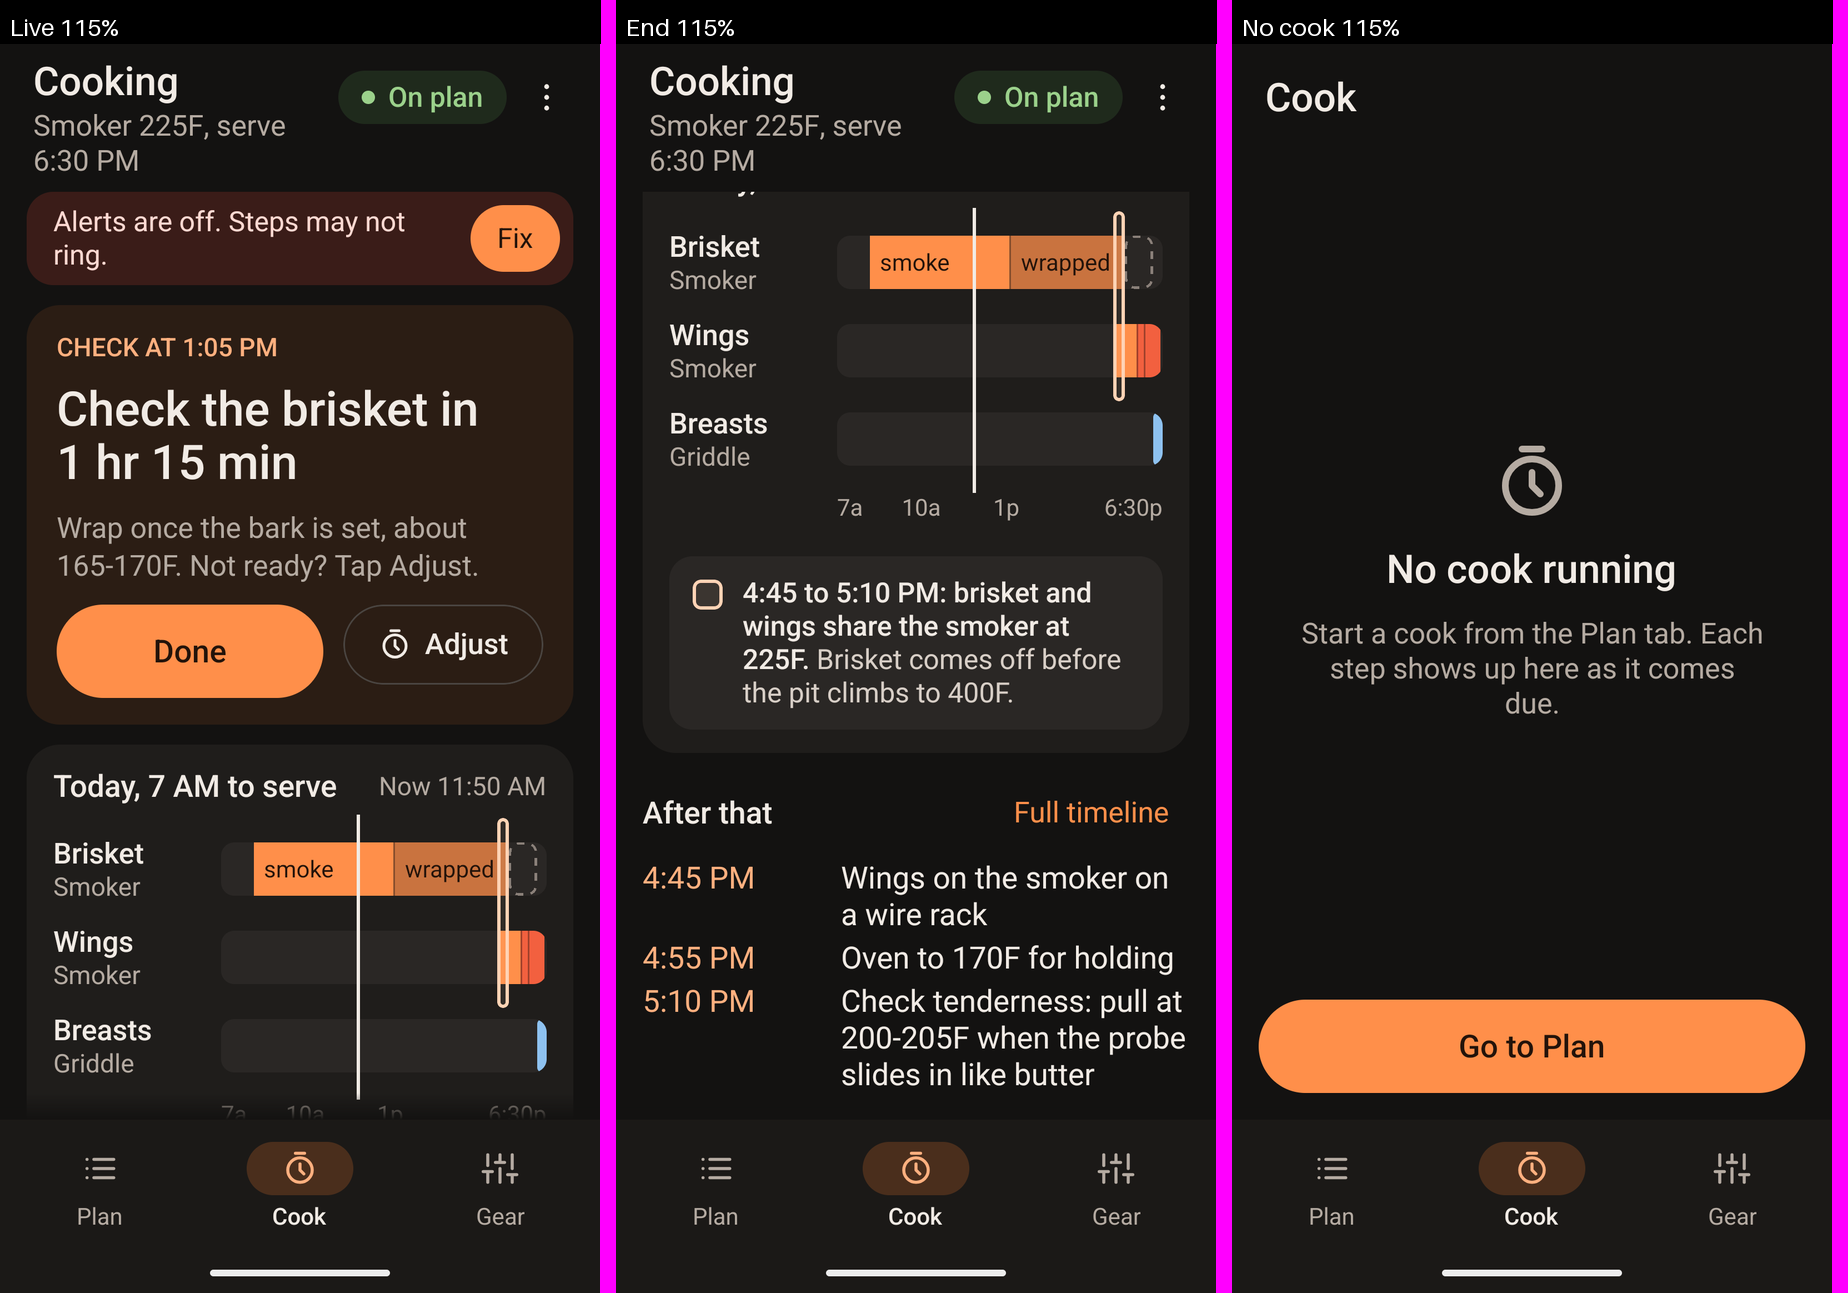 Live 115%
Cooking
On plan
Smoker 225F, serve
6:30 PM
Alerts are off. Steps may not
ring.
Fix
CHECK AT 1:05 PM
Check the brisket in
1 hr 15 min
Wrap once the bark is set, about
165-170F. Not ready? Tap Adjust.
Done
Adjust
Today, 7 AM to serve
Now 11:50 AM
Brisket
Smoker
smoke
wrapped
Wings
Smoker
Breasts
Griddle
7a
10a
1p
6:30p
Plan
Cook
Gear
End 115%
Cooking
On plan
Smoker 225F, serve
6:30 PM
Brisket
Smoker
smoke
wrapped
Wings
Smoker
Breasts
Griddle
7a
10a
1p
6:30p
4:45 to 5:10 PM: brisket and
wings share the smoker at
225F. Brisket comes off before
the pit climbs to 400F.
After that
Full timeline
4:45 PM
Wings on the smoker on
a wire rack
4:55 PM
Oven to 170F for holding
5:10 PM
Check tenderness: pull at
200-205F when the probe
slides in like butter
Plan
Cook
Gear
No cook 115%
Cook
No cook running
Start a cook from the Plan tab. Each
step shows up here as it comes
due.
Go to Plan
Plan
Cook
Gear